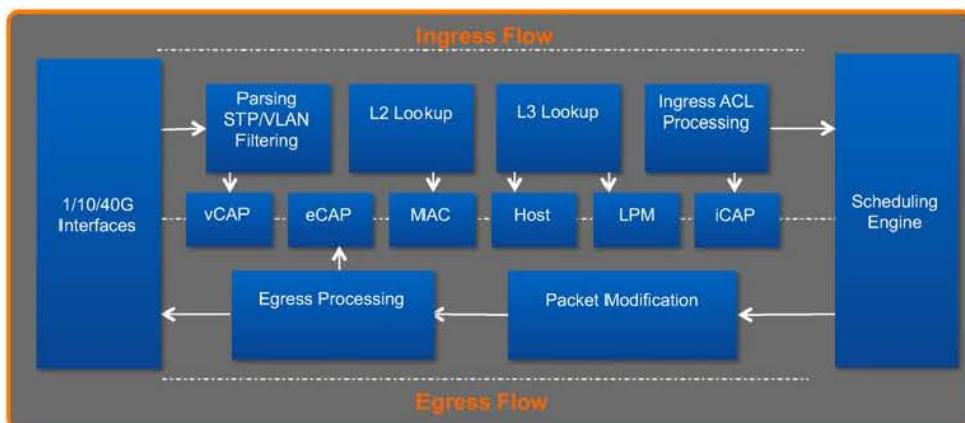 Ingress Flow
1/10/40G
Interfaces
Parsing
STP/VLAN
Filtering
L2 Lookup
L3 Lookup
Ingress ACL
Processing
Scheduling
Engine
vCAP
eCAP
MAC
Host
LPM
iCAP
Egress Processing
Packet Modification
Egress Flow